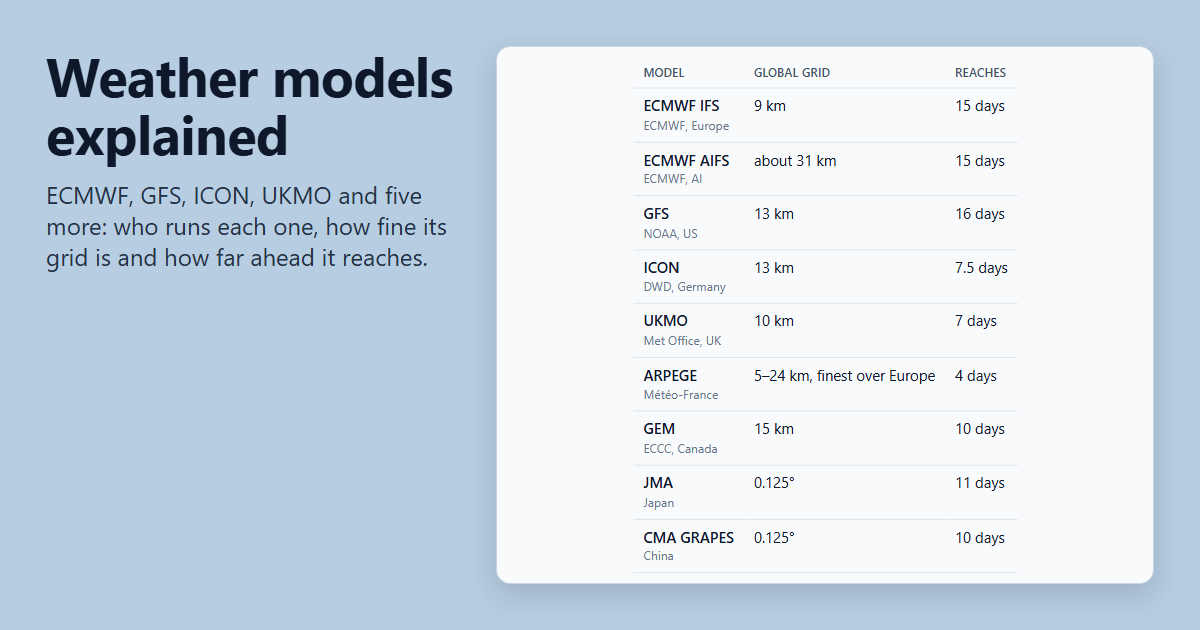 Weather models
explained
ECMWF, GFS, ICON, UKMO and five
more: who runs each one, how fine its
grid is and how far ahead it reaches.
MODEL GLOBAL GRID REACHES
ECMWF IFS 9 km 15 days
ECMWF, Europe
ECMWF AIFS about 31 km 15 days
ECMWF, AI
GFS 13 km 16 days
NOAA, US
ICON 13 km 7.5 days
DWD, Germany
UKMO 10 km 7 days
Met Office, UK
ARPEGE 5–24 km, finest over Europe 4 days
Météo-France
GEM 15 km 10 days
ECCC, Canada
JMA 0.125° 11 days
Japan
CMA GRAPES 0.125° 10 days
China